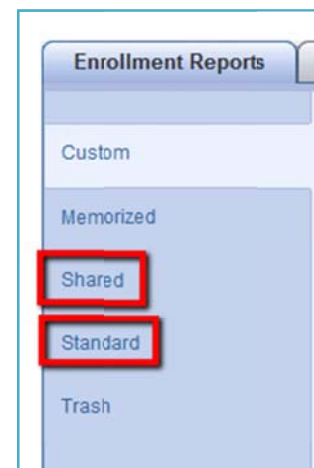 Enrollment Reports
Custom
Memorized
Shared
Standard
Trash